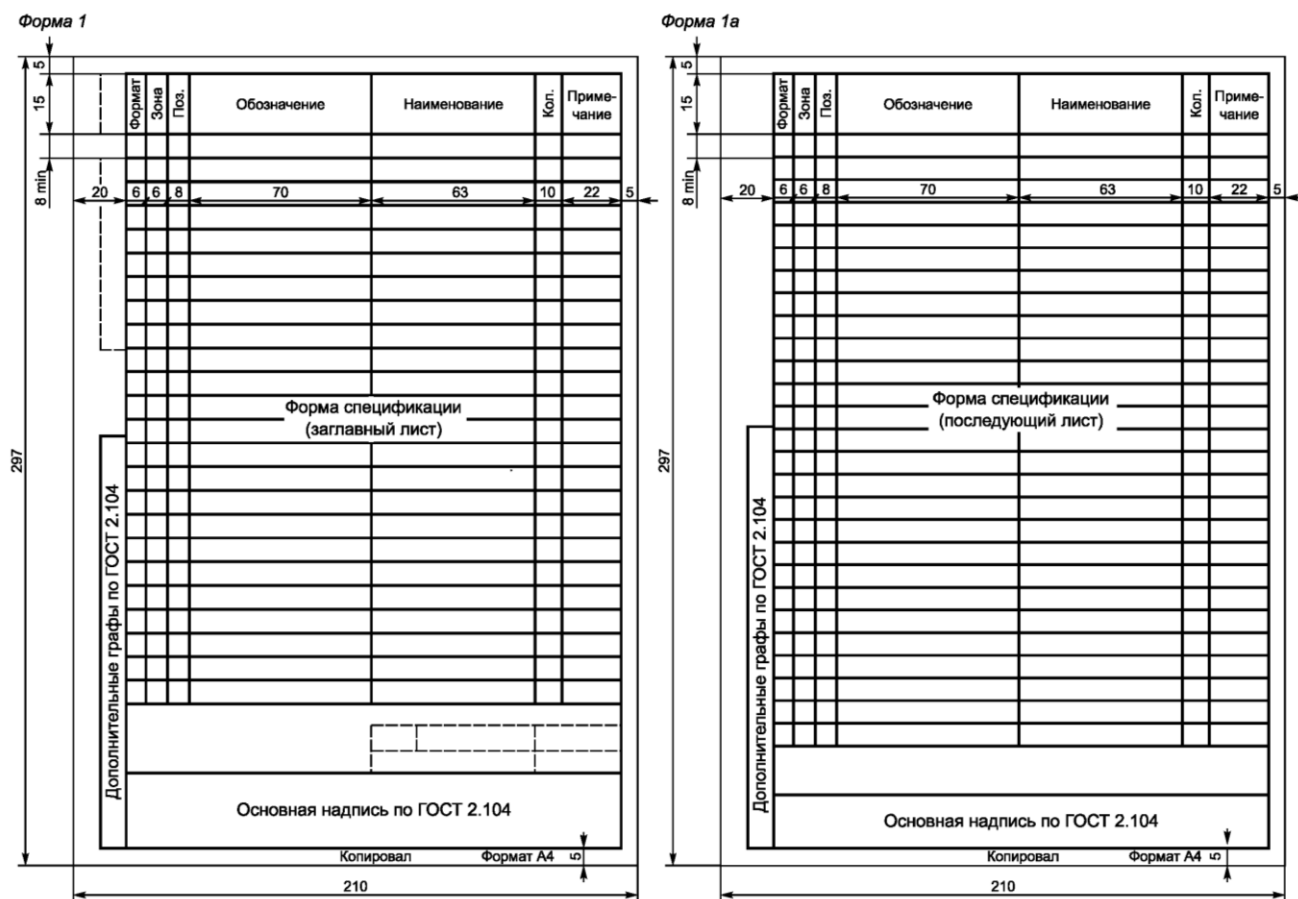 Форма 1
5
15
8 min
297
Формат
Зона
Поз.
Обозначение
Наименование
Кол.
Приме-
чание
20
6
6
8
70
63
10
22
5
Форма спецификации
(заглавный лист)
Дополнительные графы по ГОСТ 2.104
Основная надпись по ГОСТ 2.104
Копировал
Формат А4
5
210
Форма 1а
5
15
8 min
297
Формат
Зона
Поз.
Обозначение
Наименование
Кол.
Приме-
чание
20
6
6
8
70
63
10
22
5
Форма спецификации
(последующий лист)
Дополнительные графы по ГОСТ 2.104
Основная надпись по ГОСТ 2.104
Копировал
Формат А4
5
210